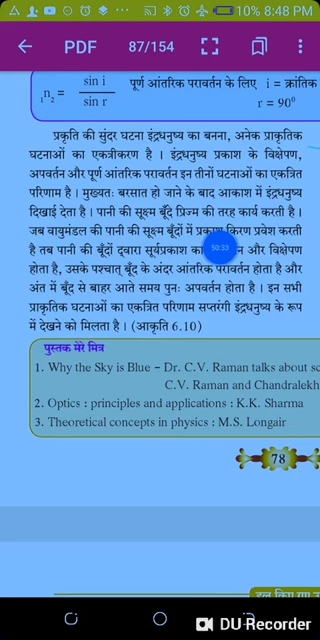 10% 8:48 PM
PDF 87/154
₁n₂ = sin i / sin r
पूर्ण आंतरिक परावर्तन के लिए i = क्रांतिक
r = 90⁰
प्रकृति की सुंदर घटना इंद्रधनुष्य का बनना, अनेक प्राकृतिक
घटनाओं का एकत्रीकरण है । इंद्रधनुष्य प्रकाश के विक्षेपण,
अपवर्तन और पूर्ण आंतरिक परावर्तन इन तीनों घटनाओं का एकत्रित
परिणाम है । मुख्यतः बरसात हो जाने के बाद आकाश में इंद्रधनुष्य
दिखाई देता है । पानी की सूक्ष्म बूँदें प्रिज्म की तरह कार्य करती है ।
जब वायुमंडल की पानी की सूक्ष्म बूँदों में प्रकाश किरण प्रवेश करती
है तब पानी की बूँदों द्वारा सूर्यप्रकाश का 50:33 न और विक्षेपण
होता है, उसके पश्चात् बूँद के अंदर आंतरिक परावर्तन होता है और
अंत में बूँद से बाहर आते समय पुनः अपवर्तन होता है । इन सभी
प्राकृतिक घटनाओं का एकत्रित परिणाम सप्तरंगी इंद्रधनुष्य के रूप
में देखने को मिलता है । (आकृति 6.10)
पुस्तक मेरे मित्र
1. Why the Sky is Blue – Dr. C.V. Raman talks about sc
C.V. Raman and Chandralekh
2. Optics : principles and applications : K.K. Sharma
3. Theoretical concepts in physics : M.S. Longair
78
DU Recorder